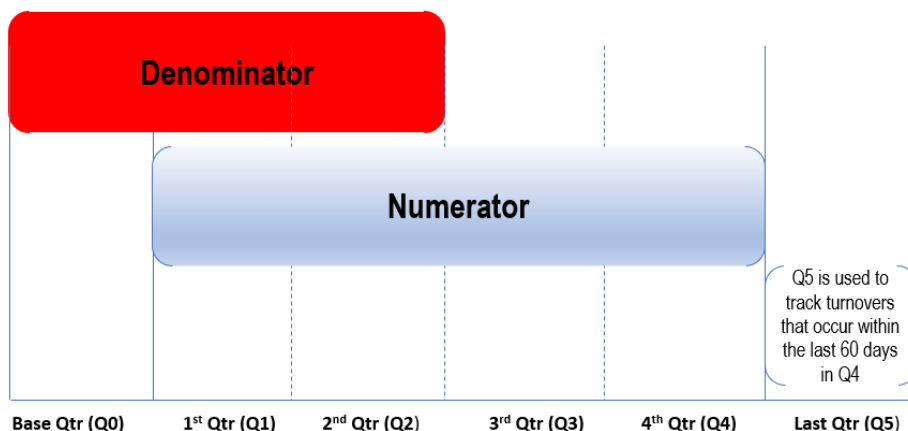 Denominator
Numerator
Q5 is used to
track turnovers
that occur within
the last 60 days
in Q4
Base Qtr (Q0) 1st Qtr (Q1) 2nd Qtr (Q2) 3rd Qtr (Q3) 4th Qtr (Q4) Last Qtr (Q5)